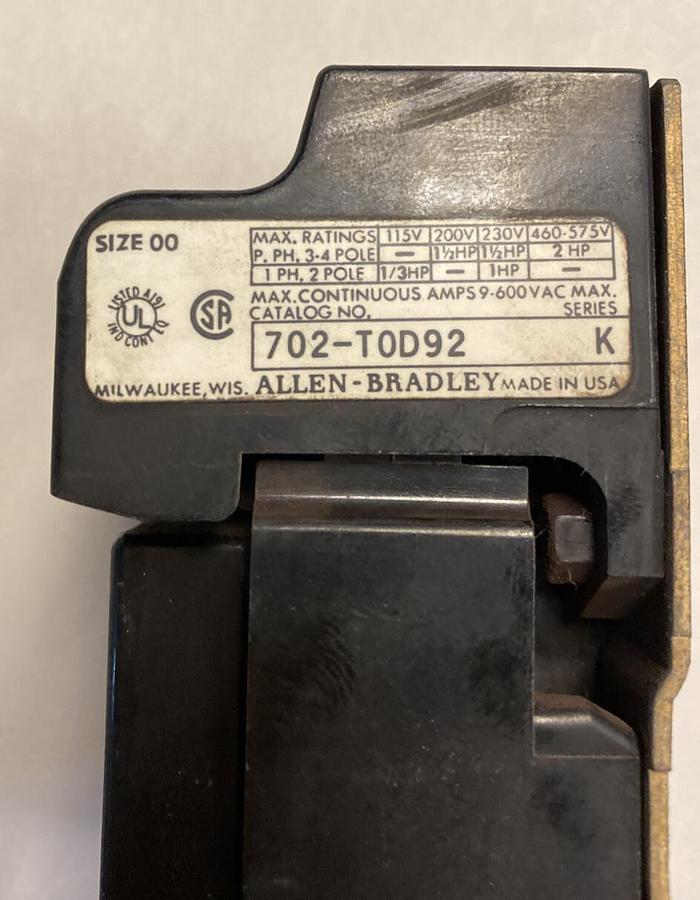 SIZE 00
MAX. RATINGS 115V 200V 230V 460-575V
P. PH, 3-4 POLE — 1½HP 1½HP 2 HP
1 PH, 2 POLE 1/3HP — 1HP —
MAX. CONTINUOUS AMPS 9-600 VAC MAX.
CATALOG NO. SERIES
LISTED A191
UL
IND CONT EQ
SA
702-TOD92 K
MILWAUKEE, WIS. ALLEN-BRADLEY MADE IN USA